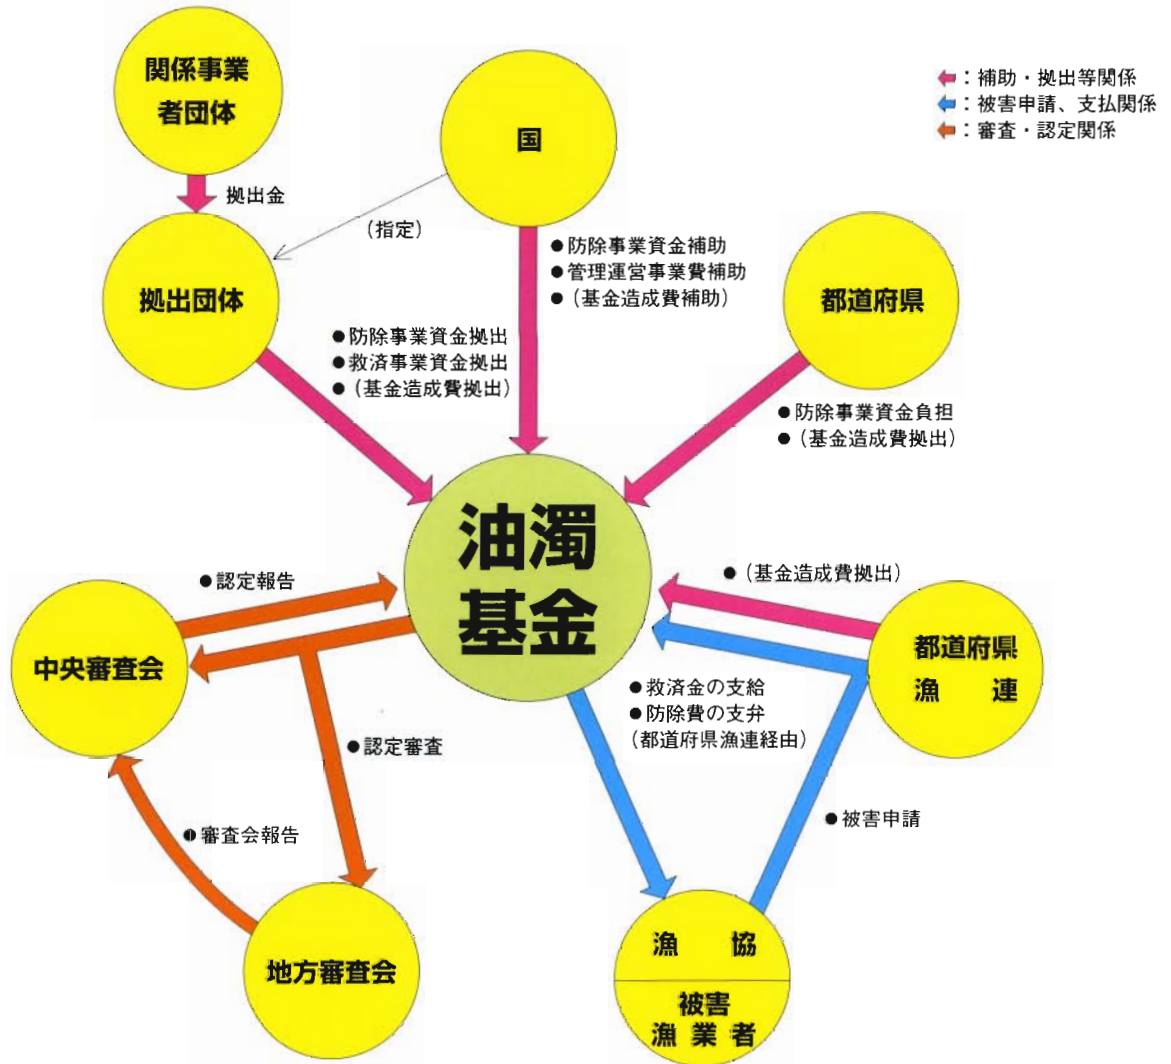 関係事業
者団体
国
：補助・拠出等関係
：被害申請、支払関係
：審査・認定関係
拠出金
(指定)
拠出団体
●防除事業資金補助
●管理運営事業費補助
●(基金造成費補助)
都道府県
●防除事業資金拠出
●救済事業資金拠出
●(基金造成費拠出)
●防除事業資金負担
●(基金造成費拠出)
油濁
基金
●認定報告
●(基金造成費拠出)
中央審査会
都道府県
漁　連
●救済金の支給
●防除費の支弁
(都道府県漁連経由)
●認定審査
●審査会報告
●被害申請
地方審査会
漁　協
被害
漁業者